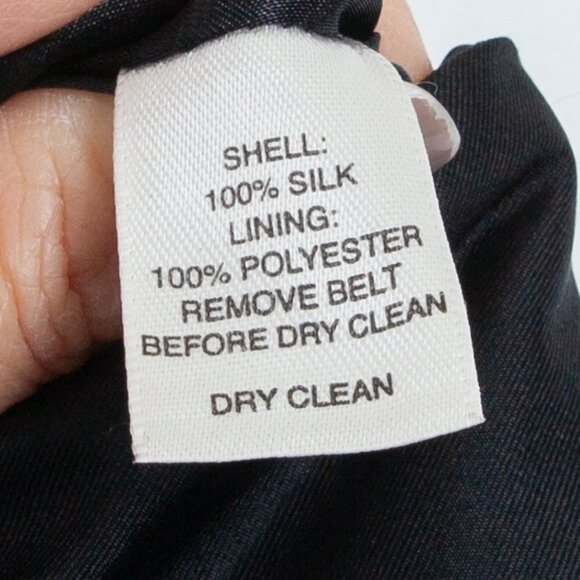 SHELL:
100% SILK
LINING:
100% POLYESTER
REMOVE BELT
BEFORE DRY CLEAN
DRY CLEAN